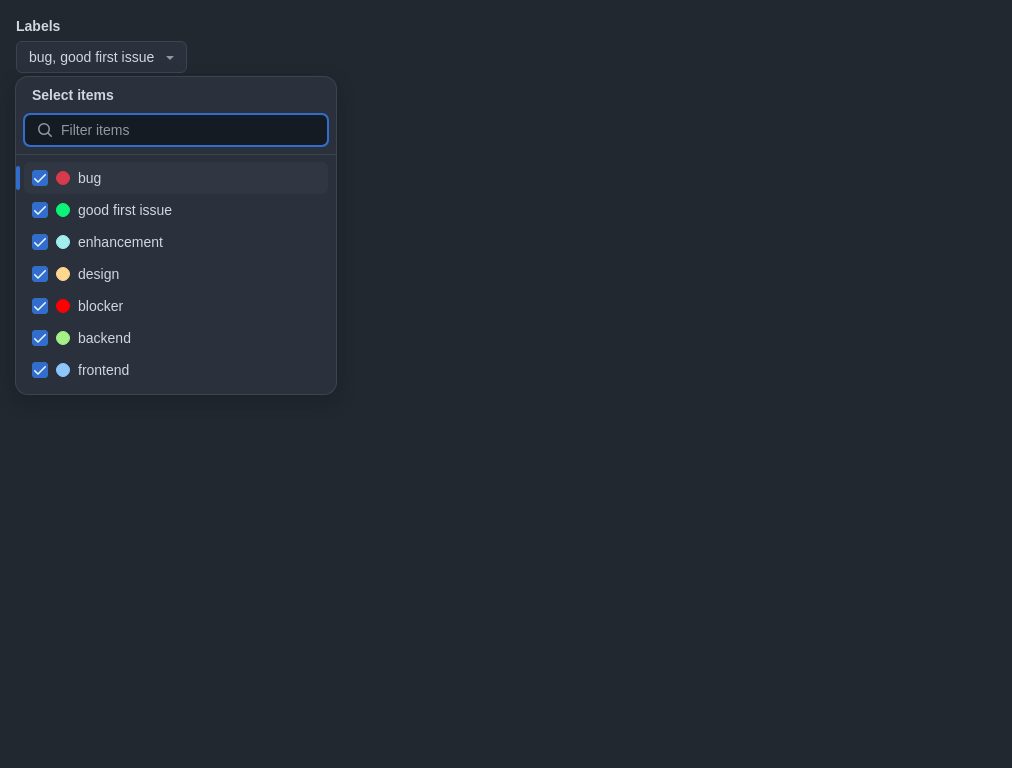 Labels
bug, good first issue
Select items
Filter items
bug
good first issue
enhancement
design
blocker
backend
frontend